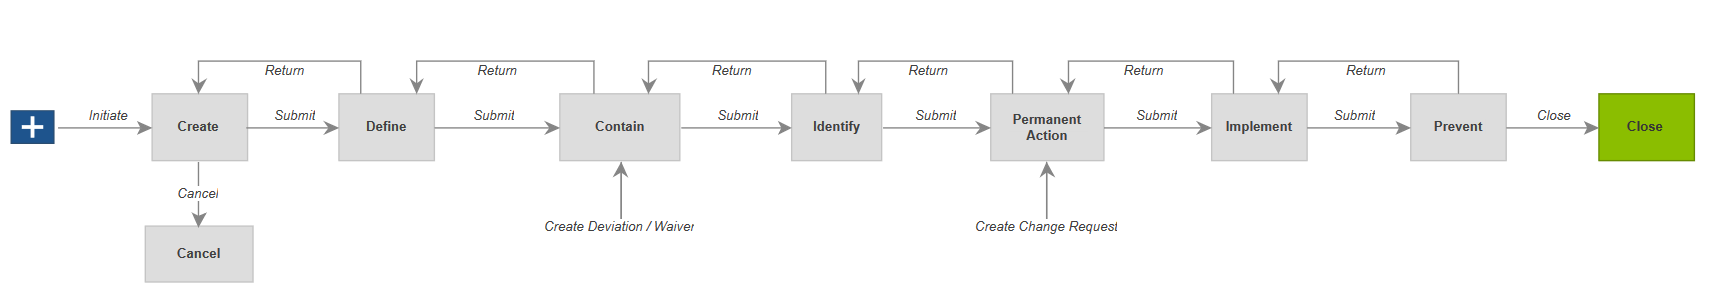 Return
Return
Return
Return
Return
Return
Initiate
Create
Submit
Define
Submit
Contain
Submit
Identify
Submit
Permanent
Action
Submit
Implement
Submit
Prevent
Close
Close
Cancel
Create Deviation / Waiver
Create Change Request
Cancel